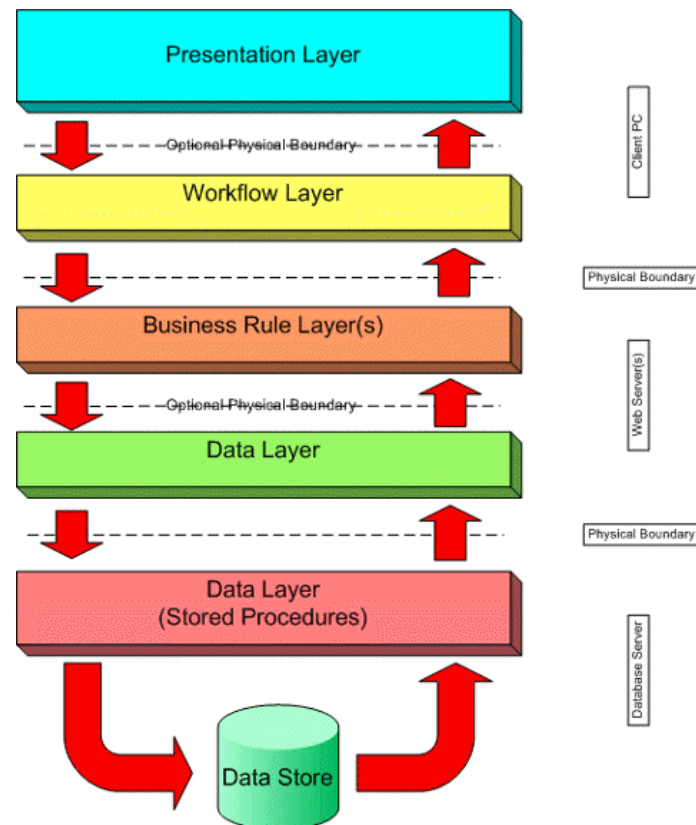 Presentation Layer
Optional Physical Boundary
Client PC
Workflow Layer
Physical Boundary
Business Rule Layer(s)
Web Server(s)
Optional Physical Boundary
Data Layer
Physical Boundary
Data Layer
(Stored Procedures)
Database Server
Data Store